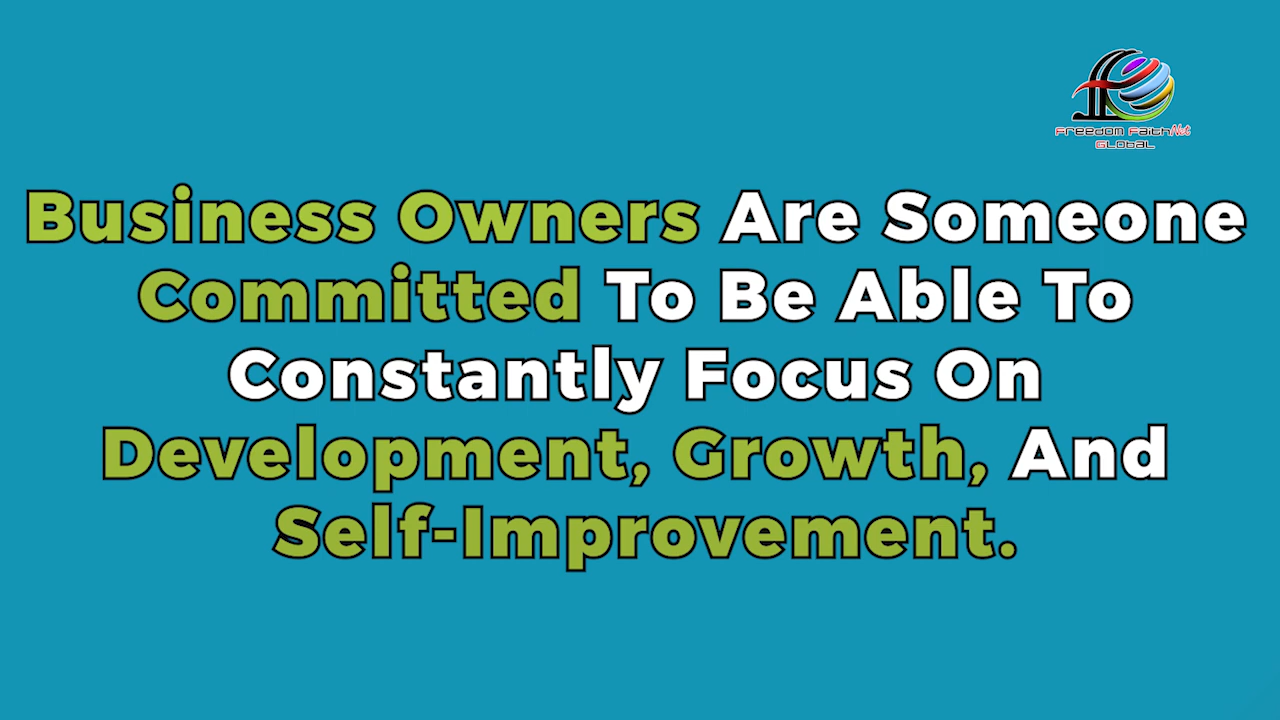 Freedom FaithNet
Global
Business Owners Are Someone
Committed To Be Able To
Constantly Focus On
Development, Growth, And
Self-Improvement.